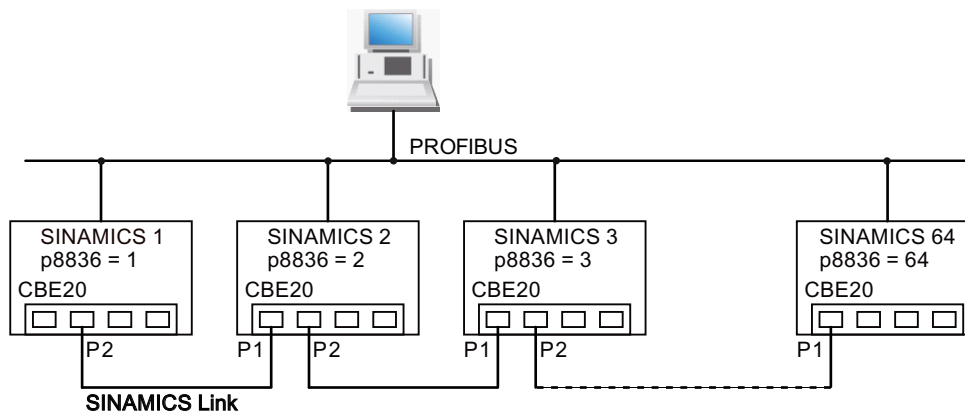 PROFIBUS
SINAMICS 1
p8836 = 1
CBE20
P2
SINAMICS 2
p8836 = 2
CBE20
P1
P2
SINAMICS 3
p8836 = 3
CBE20
P1
P2
SINAMICS 64
p8836 = 64
CBE20
P1
SINAMICS Link